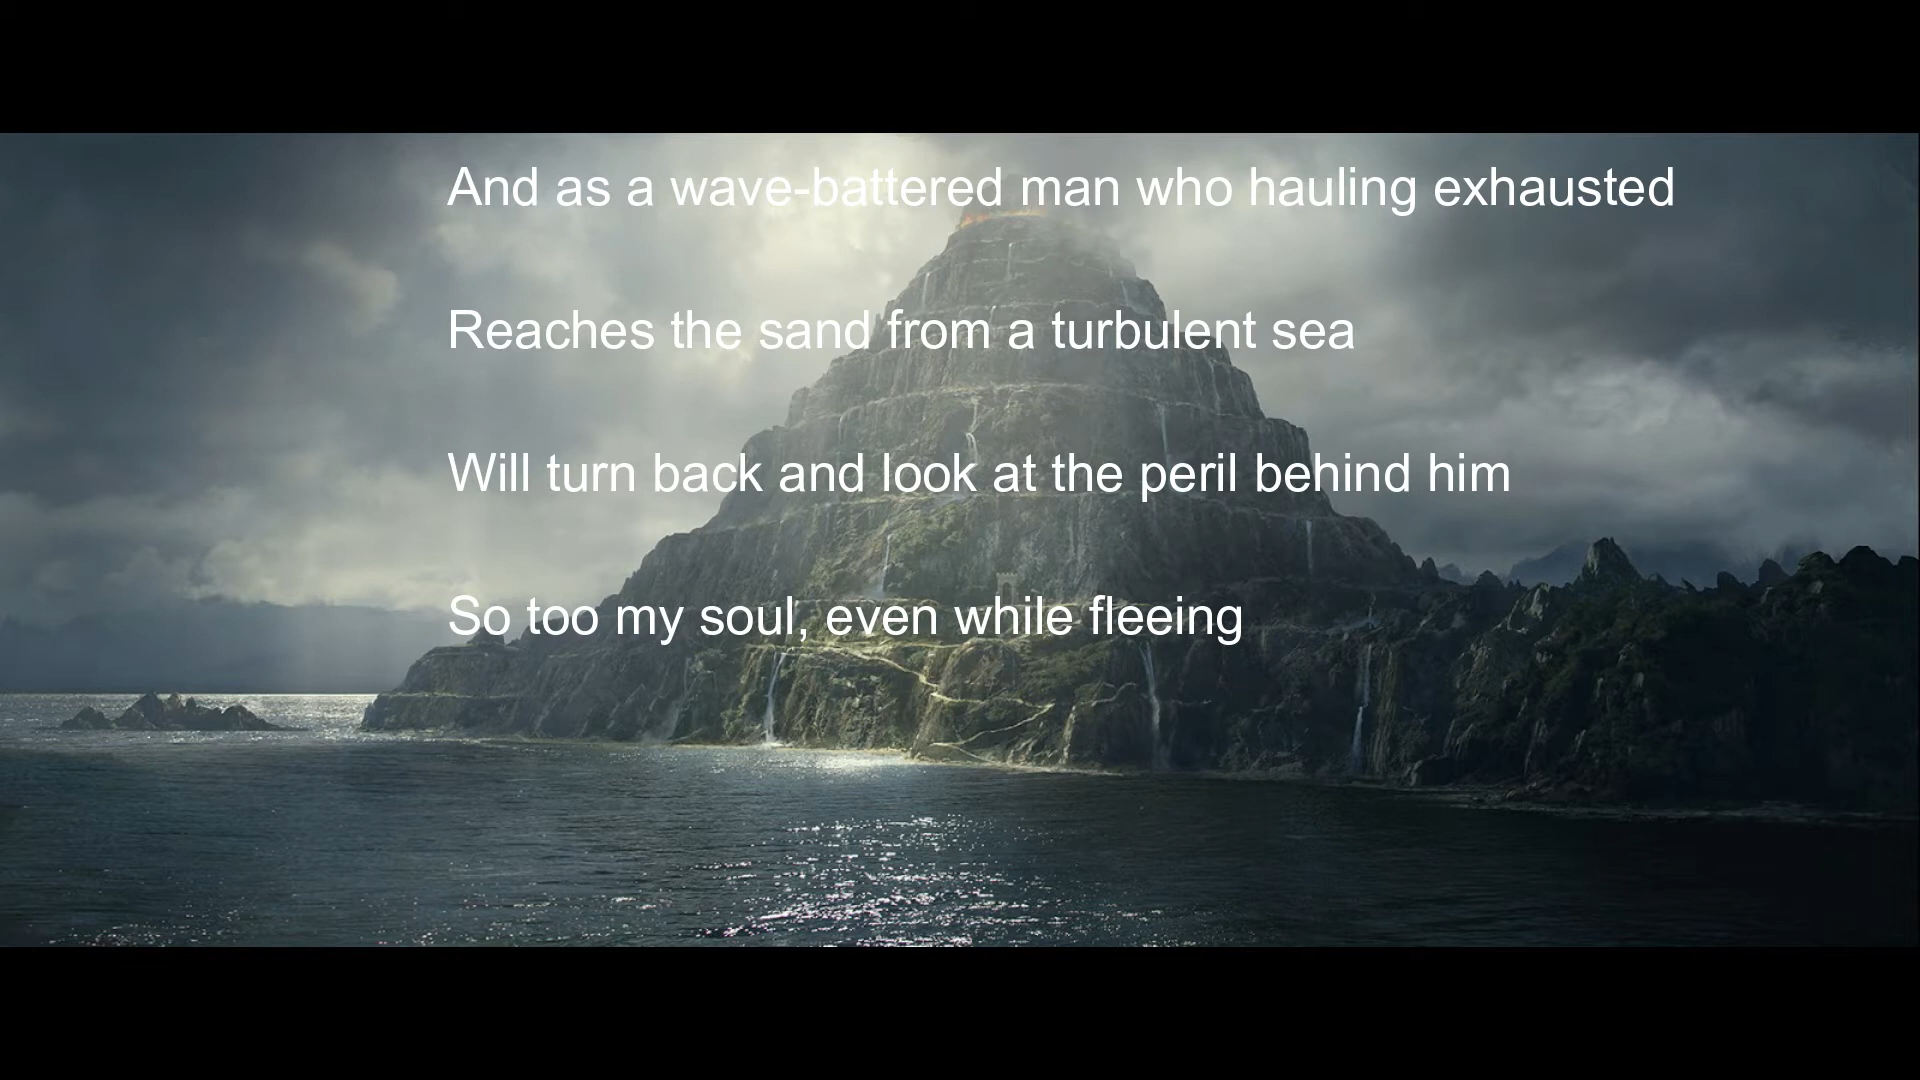 And as a wave-battered man who hauling exhausted
Reaches the sand from a turbulent sea
Will turn back and look at the peril behind him
So too my soul, even while fleeing